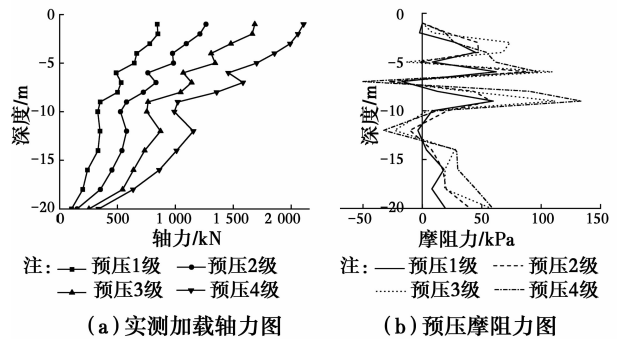 0
−5
−10
−15
−20
深度/m
0
500
1 000
1 500
2 000
轴力/kN
注: 预压1级 预压2级
预压3级 预压4级
(a)实测加载轴力图
0
−5
−10
−15
−20
深度/m
−50
0
50
100
150
摩阻力/kPa
注: 预压1级 预压2级
预压3级 预压4级
(b)预压摩阻力图